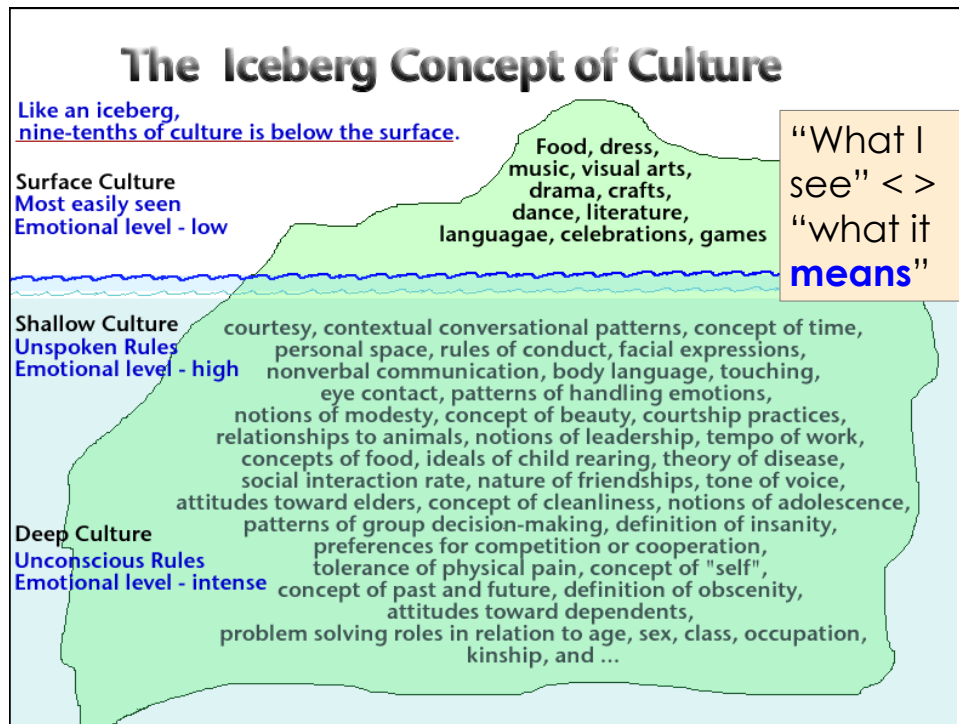 The Iceberg Concept of Culture
Like an iceberg,
nine-tenths of culture is below the surface.
Surface Culture
Most easily seen
Emotional level - low
Food, dress,
music, visual arts,
drama, crafts,
dance, literature,
languagae, celebrations, games
“What I
see” < >
“what it
means”
Shallow Culture
Unspoken Rules
Emotional level - high
courtesy, contextual conversational patterns, concept of time,
personal space, rules of conduct, facial expressions,
nonverbal communication, body language, touching,
eye contact, patterns of handling emotions,
notions of modesty, concept of beauty, courtship practices,
relationships to animals, notions of leadership, tempo of work,
concepts of food, ideals of child rearing, theory of disease,
social interaction rate, nature of friendships, tone of voice,
attitudes toward elders, concept of cleanliness, notions of adolescence,
patterns of group decision-making, definition of insanity,
preferences for competition or cooperation,
tolerance of physical pain, concept of "self",
concept of past and future, definition of obscenity,
attitudes toward dependents,
problem solving roles in relation to age, sex, class, occupation,
kinship, and ...
Deep Culture
Unconscious Rules
Emotional level - intense